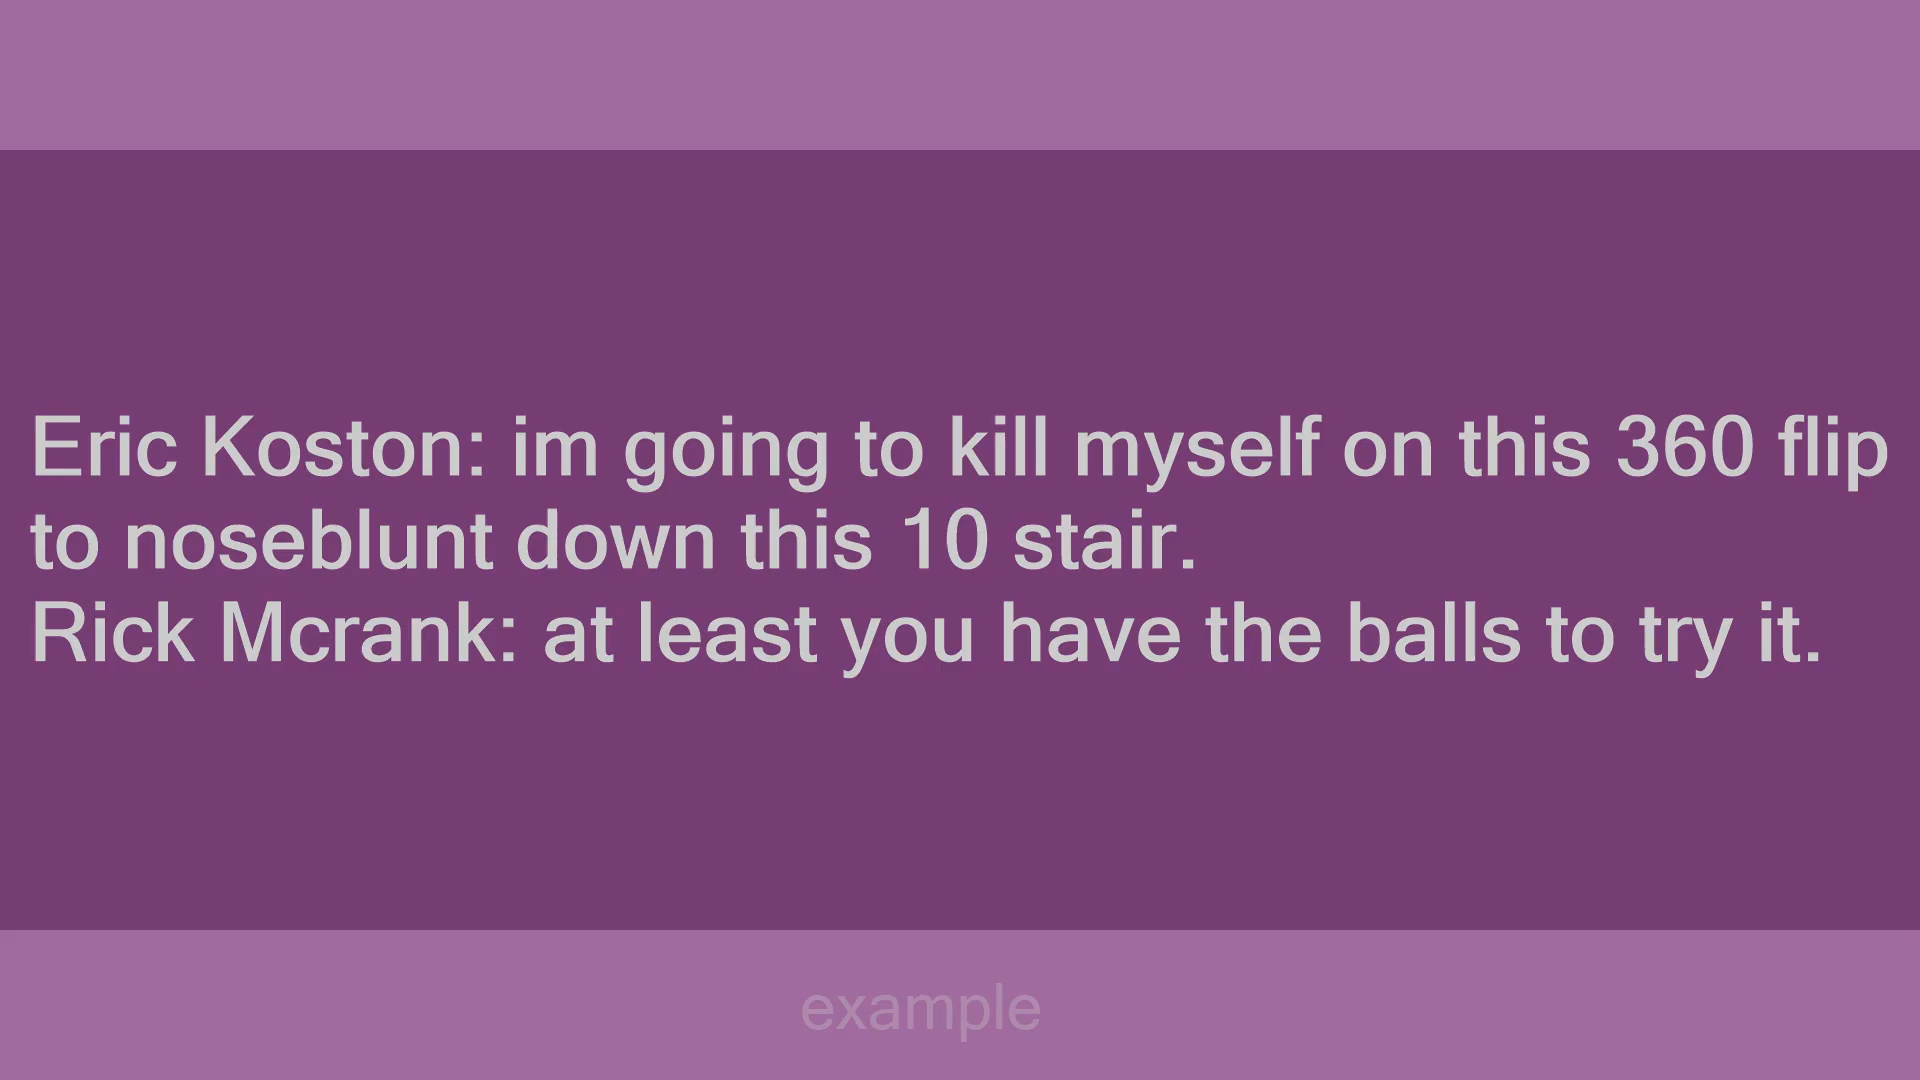 Eric Koston: im going to kill myself on this 360 flip
to noseblunt down this 10 stair.
Rick Mcrank: at least you have the balls to try it.
example